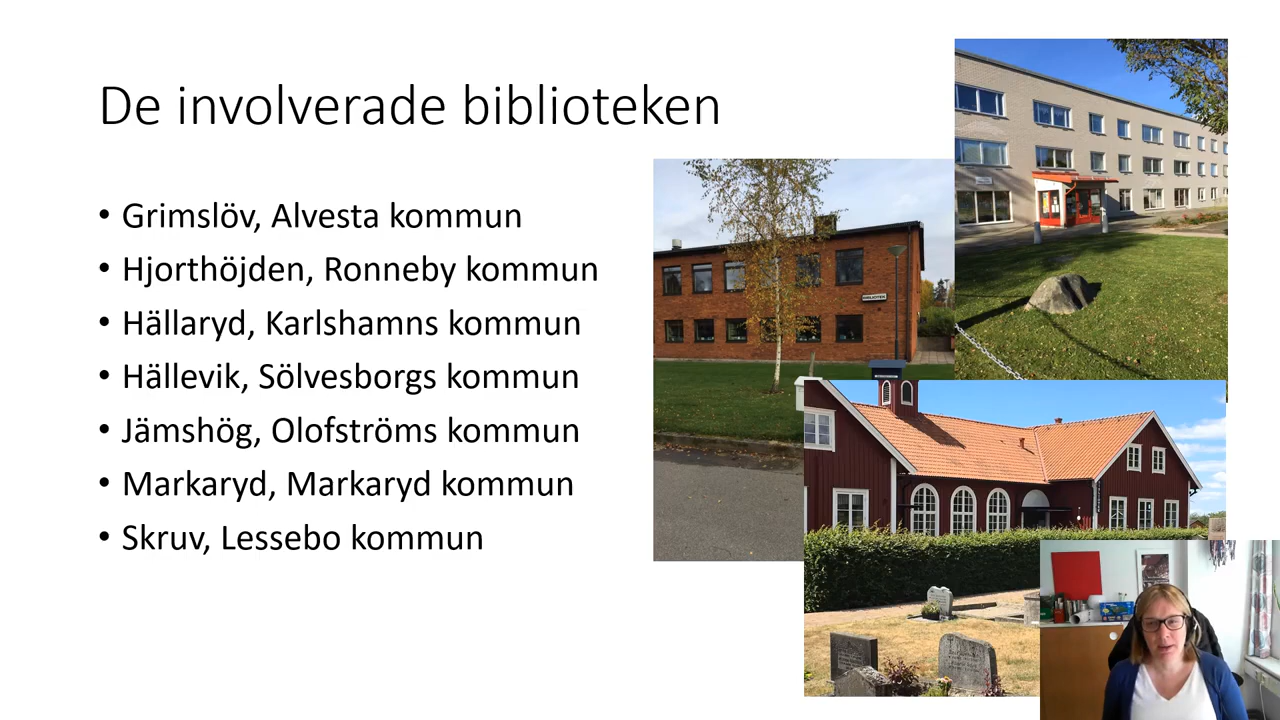 De involverade biblioteken
• Grimslöv, Alvesta kommun
• Hjorthöjden, Ronneby kommun
• Hällaryd, Karlshamns kommun
• Hällevik, Sölvesborgs kommun
• Jämshög, Olofströms kommun
• Markaryd, Markaryd kommun
• Skruv, Lessebo kommun
BIBLIOTEK